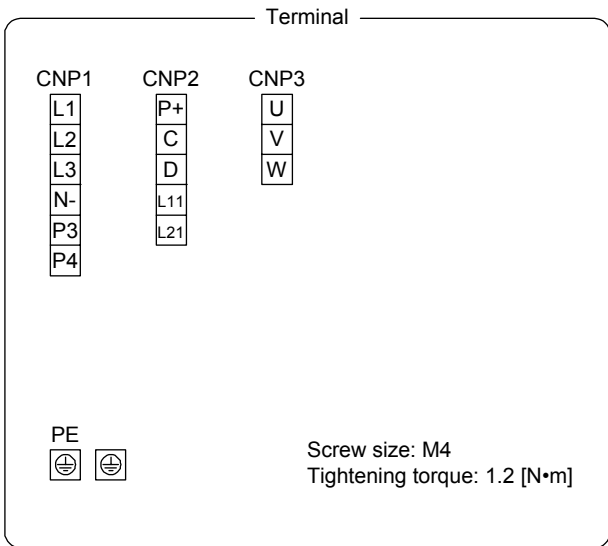 Terminal
CNP1 CNP2 CNP3
L1 P+ U
L2 C V
L3 D W
N- L11
P3 L21
P4
PE
Screw size: M4
Tightening torque: 1.2 [N•m]